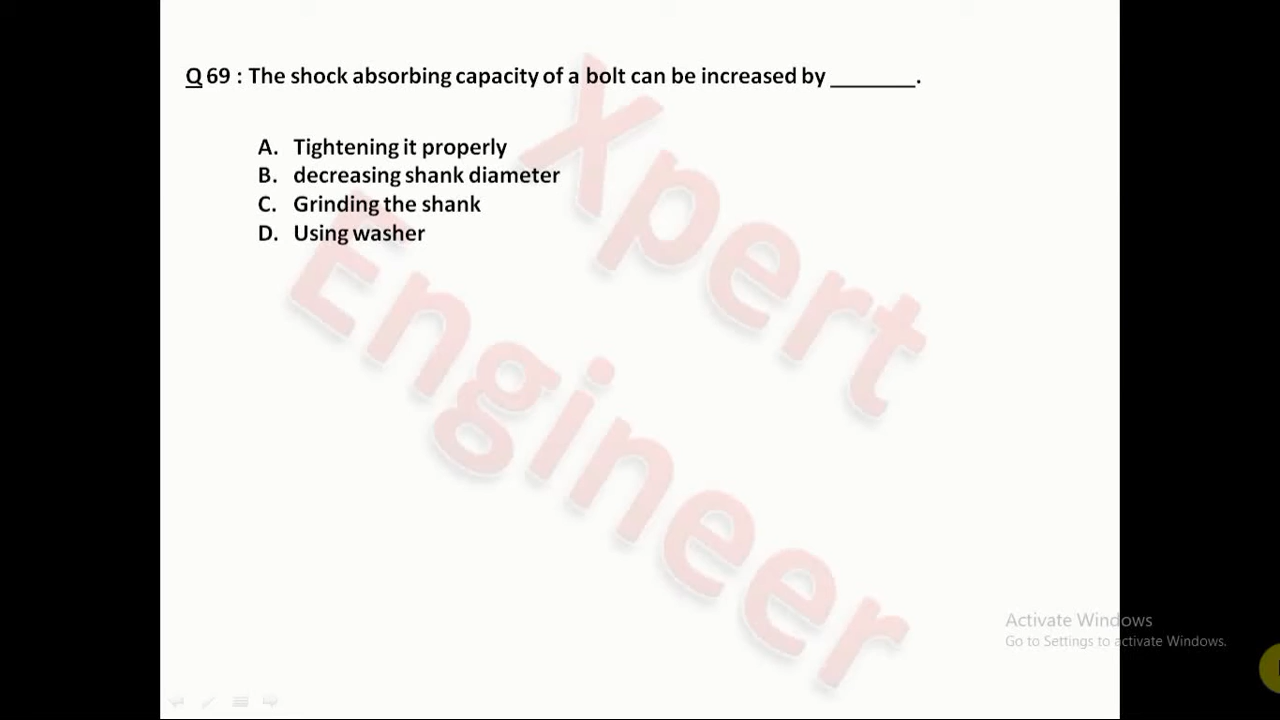 Q 69 : The shock absorbing capacity of a bolt can be increased by _______.
A. Tightening it properly
B. decreasing shank diameter
C. Grinding the shank
D. Using washer
Xpert
Engineer
Activate Windows
Go to Settings to activate Windows.